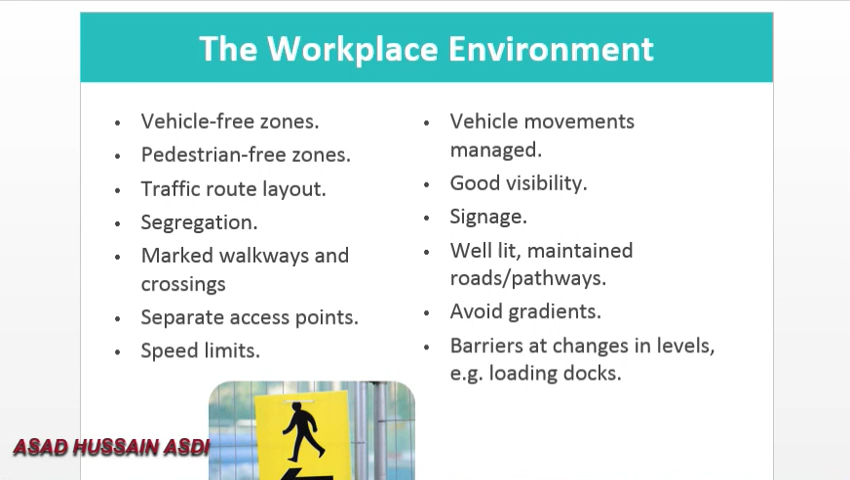 The Workplace Environment
• Vehicle-free zones.
• Pedestrian-free zones.
• Traffic route layout.
• Segregation.
• Marked walkways and
crossings
• Separate access points.
• Speed limits.
• Vehicle movements
managed.
• Good visibility.
• Signage.
• Well lit, maintained
roads/pathways.
• Avoid gradients.
• Barriers at changes in levels,
e.g. loading docks.
ASAD HUSSAIN ASDI